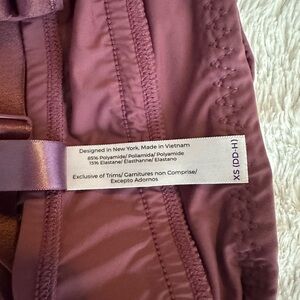 Designed in New York, Made in Vietnam
85% Polyamide/ Poliamida/ Polyamide
15% Elastane/ Elasthanne/ Elastano
Exclusive of Trims/ Garnitures non Comprise/
Excepto Adornos
XS (DD-H)